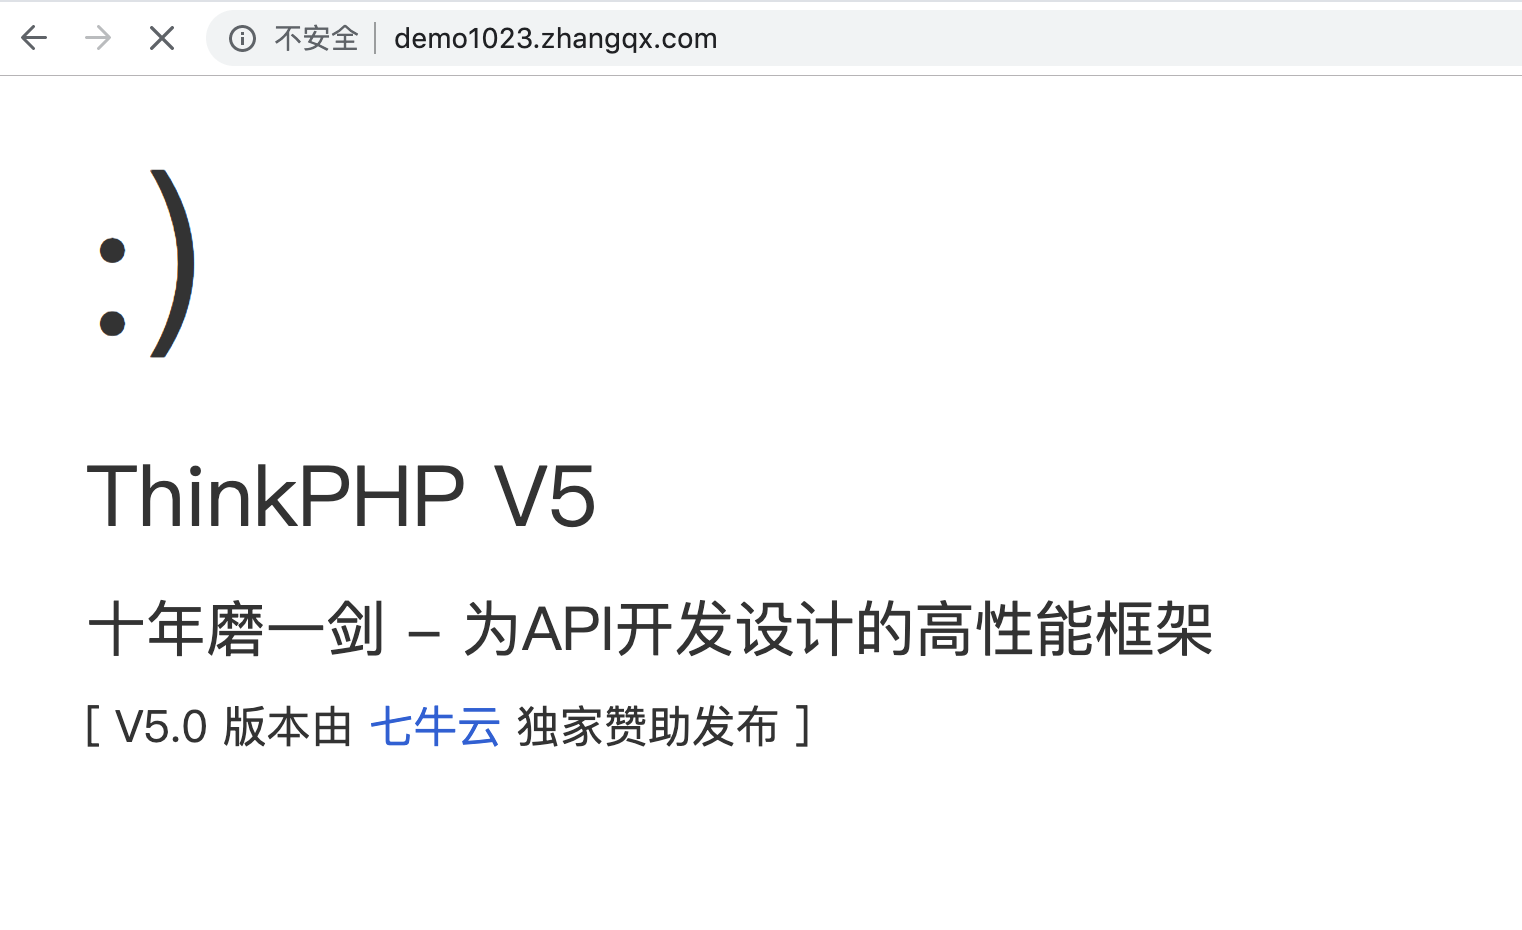 不安全 | demo1023.zhangqx.com
:)
ThinkPHP V5
十年磨一剑 – 为API开发设计的高性能框架
[ V5.0 版本由 七牛云 独家赞助发布 ]